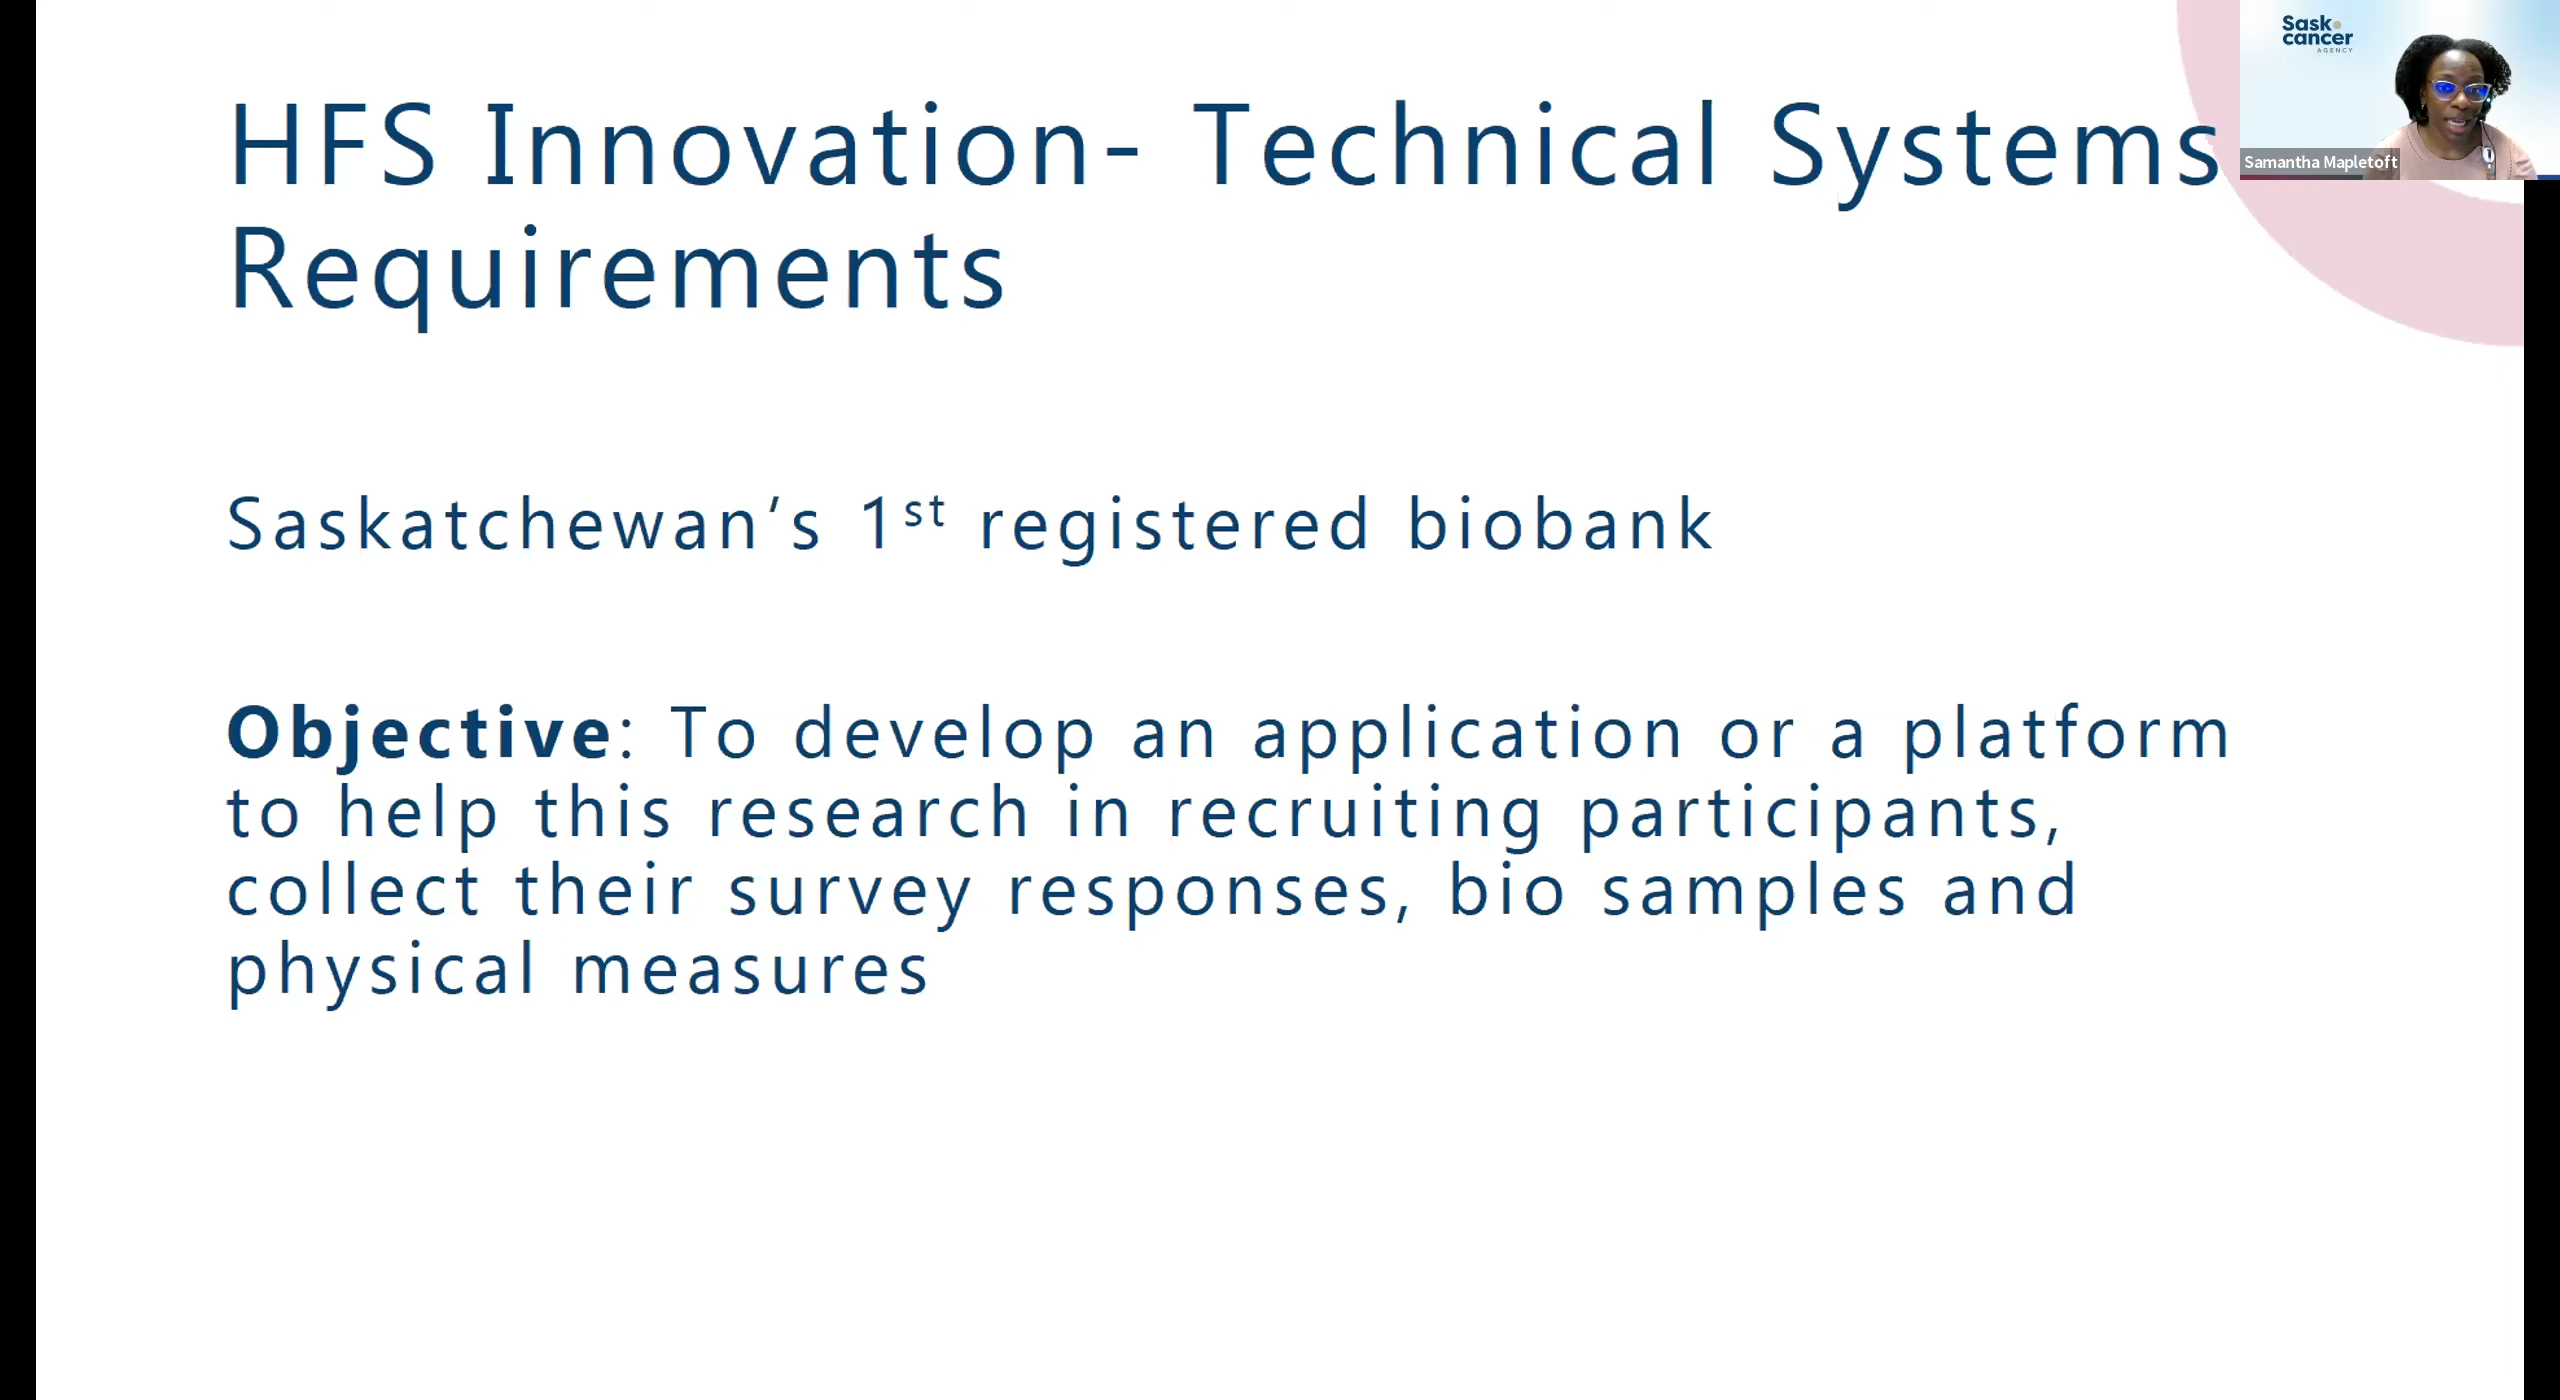 HFS Innovation- Technical Systems
Requirements
Saskatchewan’s 1st registered biobank
Objective: To develop an application or a platform
to help this research in recruiting participants,
collect their survey responses, bio samples and
physical measures
Sask
cancer
AGENCY
Samantha Mapletoft